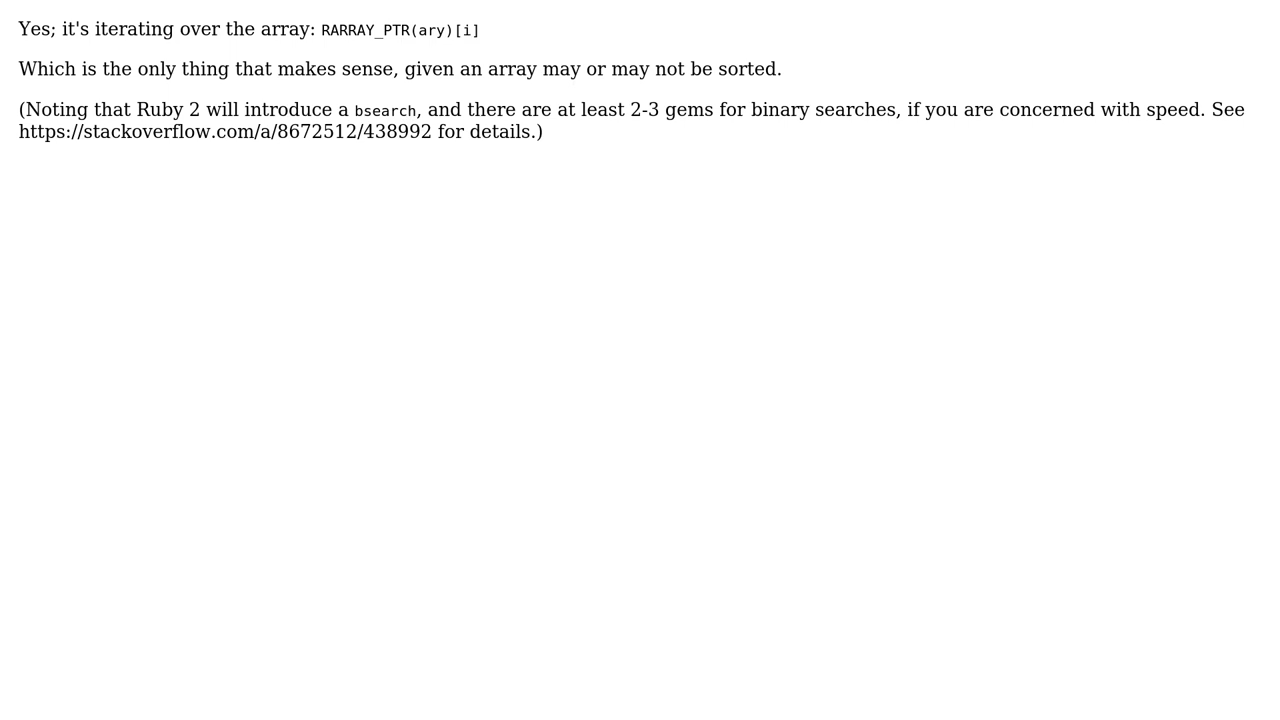 Yes; it's iterating over the array: RARRAY_PTR(ary)[i]
Which is the only thing that makes sense, given an array may or may not be sorted.
(Noting that Ruby 2 will introduce a bsearch, and there are at least 2-3 gems for binary searches, if you are concerned with speed. See
https://stackoverflow.com/a/8672512/438992 for details.)